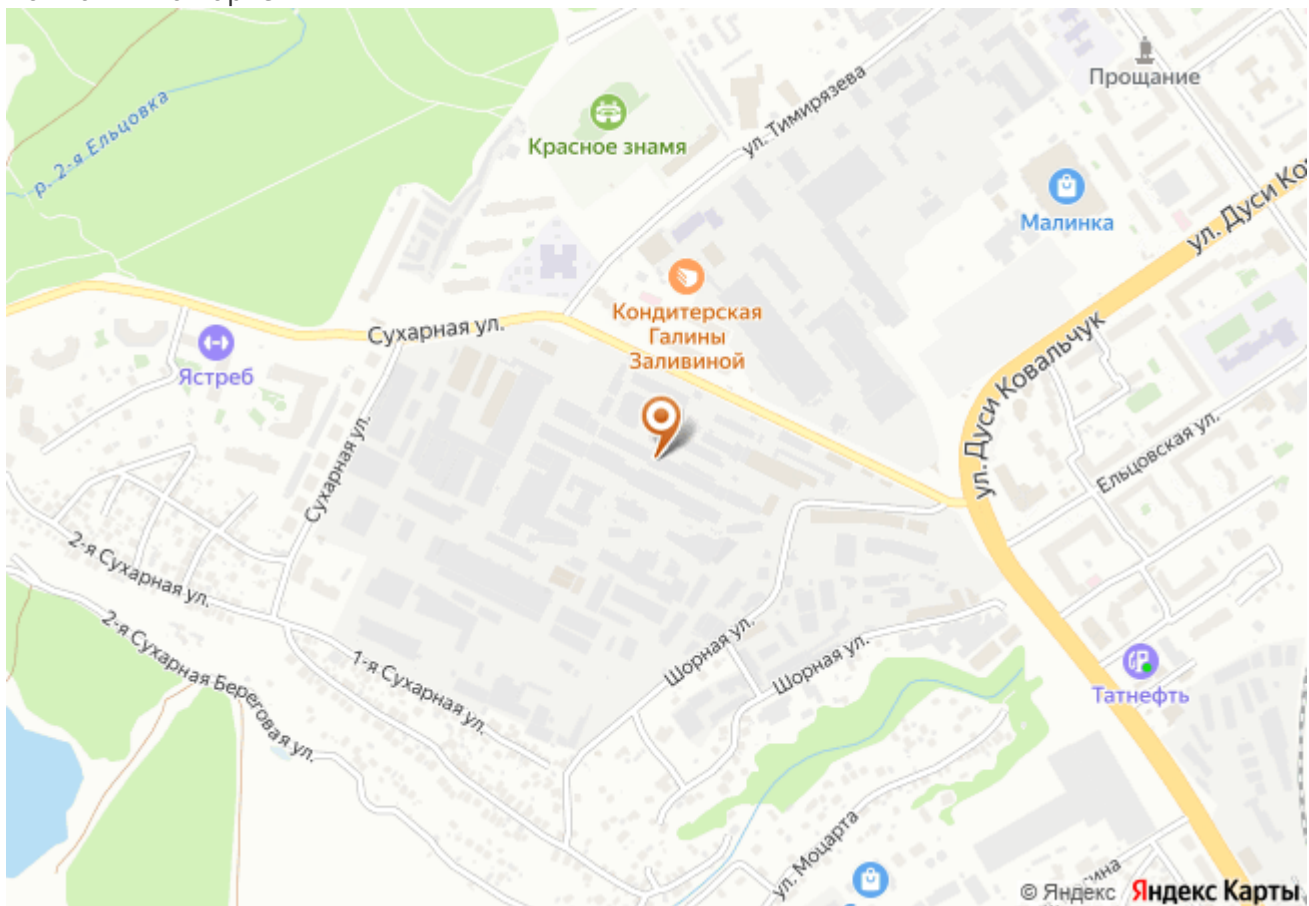 Прощание
ул. Тимирязева
р. 2-я Ельцовка
Красное знамя
Малинка
ул. Дуси Ко
Кондитерская
Галины
Заливиной
Сухарная ул.
Ястреб
ул. Дуси Ковальчук
Сухарная ул.
Ельцовская ул.
2-я Сухарная ул.
2-я Сухарная Береговая ул.
1-я Сухарная ул.
Шорная ул.
Шорная ул.
Татнефть
ул. Моцарта
ина
© Яндекс Яндекс Карты